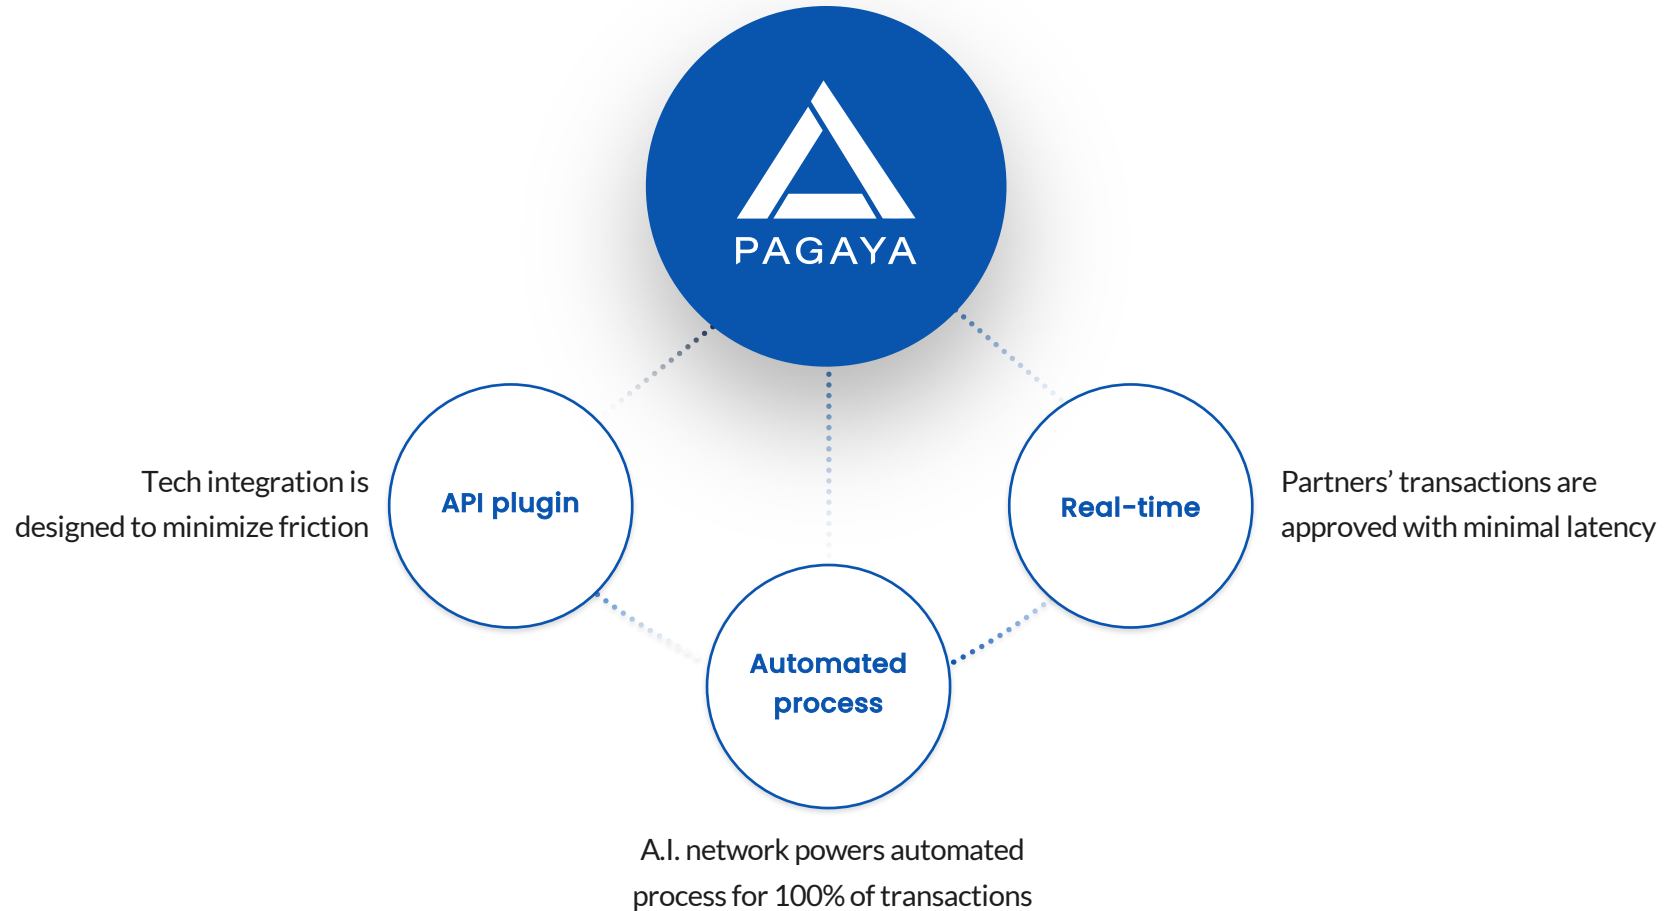 PAGAYA
API plugin
Tech integration is
designed to minimize friction
Automated
process
A.I. network powers automated
process for 100% of transactions
Real-time
Partners’ transactions are
approved with minimal latency